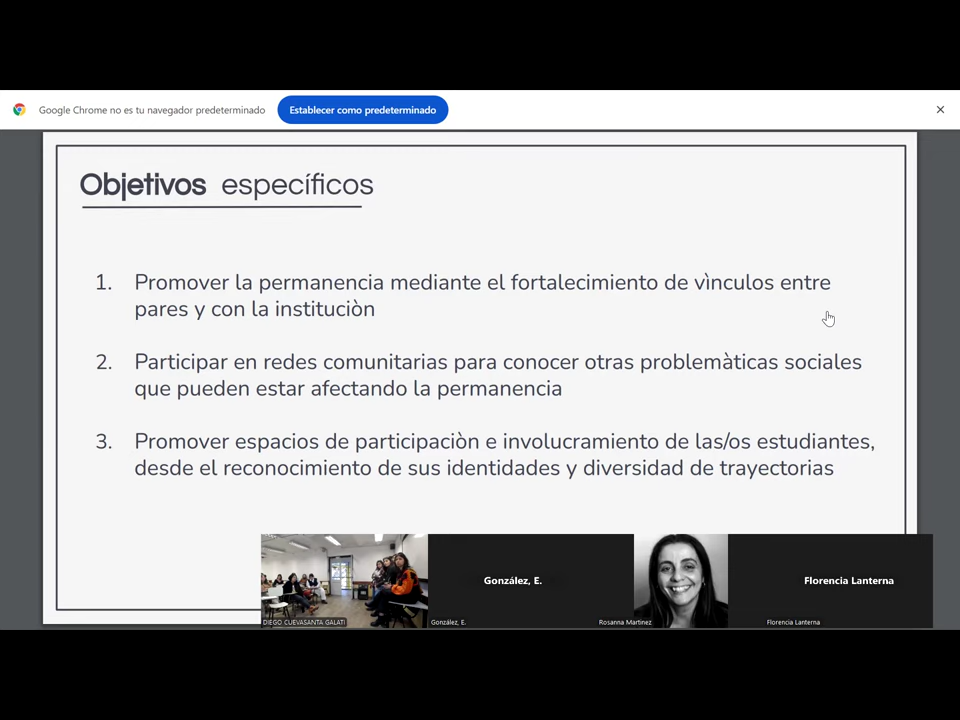 Google Chrome no es tu navegador predeterminado
Establecer como predeterminado
Objetivos específicos
1. Promover la permanencia mediante el fortalecimiento de vìnculos entre
pares y con la instituciòn
2. Participar en redes comunitarias para conocer otras problemàticas sociales
que pueden estar afectando la permanencia
3. Promover espacios de participaciòn e involucramiento de las/os estudiantes,
desde el reconocimiento de sus identidades y diversidad de trayectorias
González, E.
Florencia Lanterna
DIEGO CUEVASANTA GALATI
González, E.
Rosanna Martinez
Florencia Lanterna